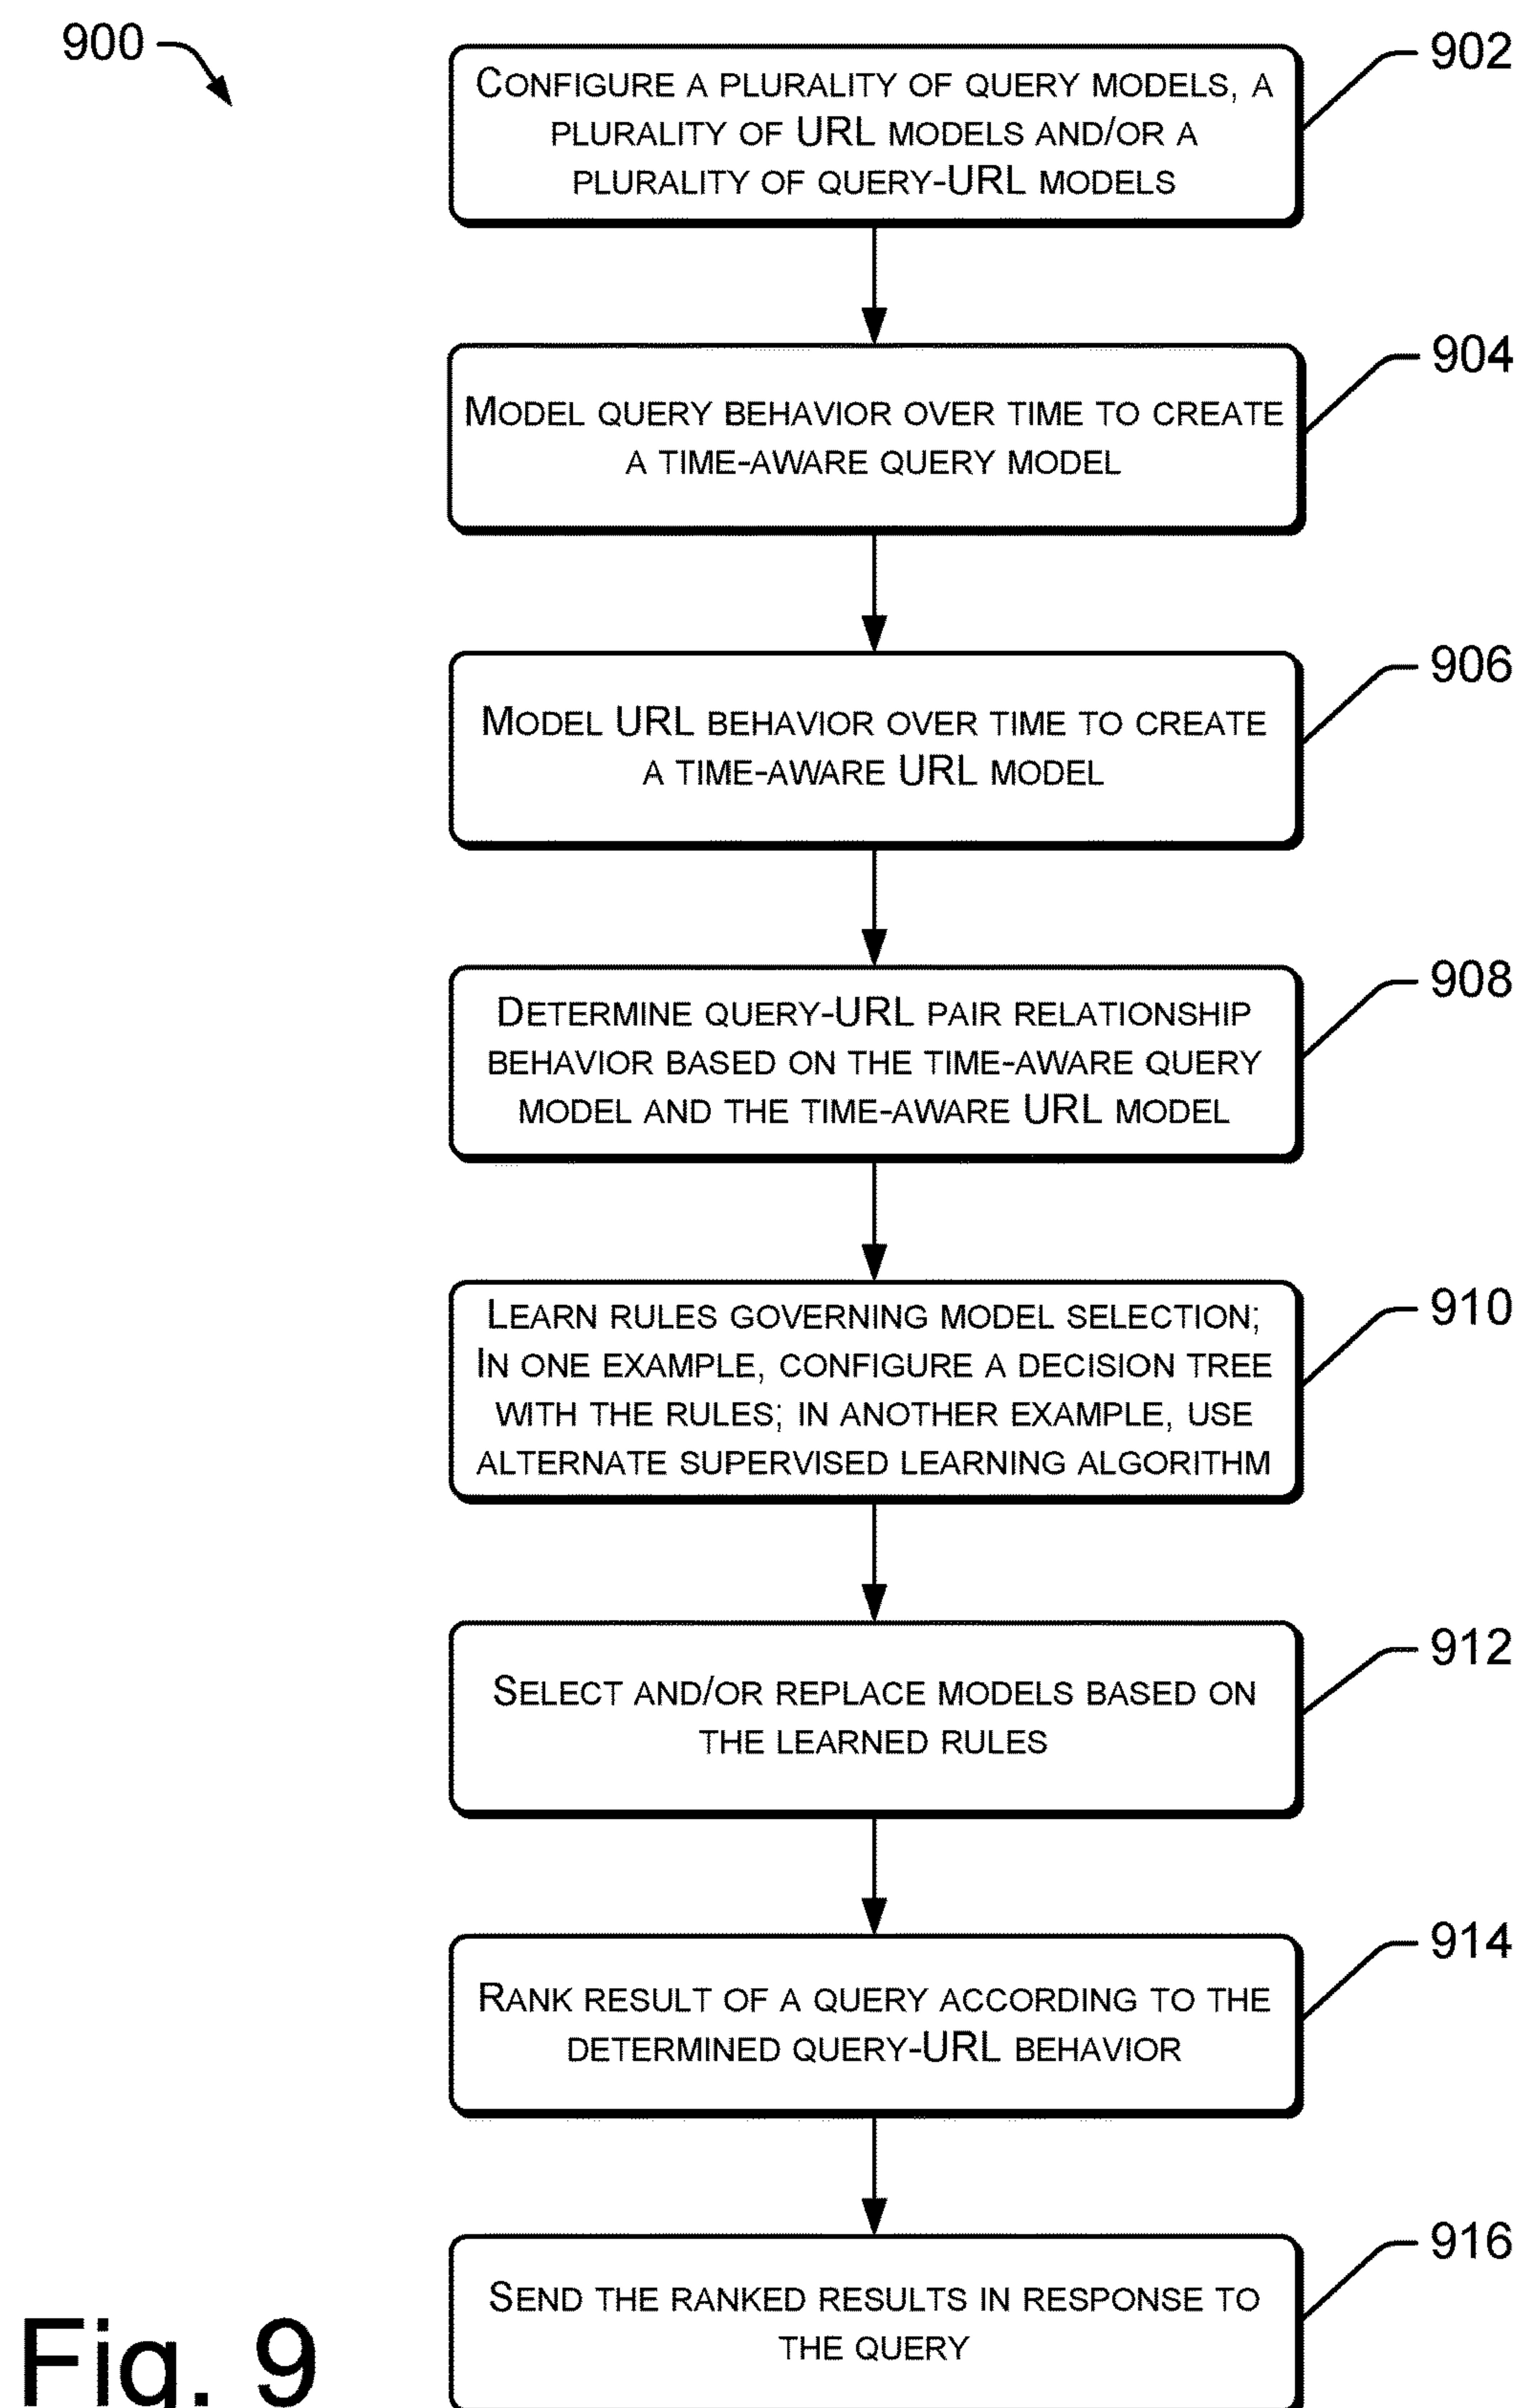 900
902
CONFIGURE A PLURALITY OF QUERY MODELS, A
PLURALITY OF URL MODELS AND/OR A
PLURALITY OF QUERY-URL MODELS
904
MODEL QUERY BEHAVIOR OVER TIME TO CREATE
A TIME-AWARE QUERY MODEL
906
MODEL URL BEHAVIOR OVER TIME TO CREATE
A TIME-AWARE URL MODEL
908
DETERMINE QUERY-URL PAIR RELATIONSHIP
BEHAVIOR BASED ON THE TIME-AWARE QUERY
MODEL AND THE TIME-AWARE URL MODEL
910
LEARN RULES GOVERNING MODEL SELECTION;
IN ONE EXAMPLE, CONFIGURE A DECISION TREE
WITH THE RULES; IN ANOTHER EXAMPLE, USE
ALTERNATE SUPERVISED LEARNING ALGORITHM
912
SELECT AND/OR REPLACE MODELS BASED ON
THE LEARNED RULES
914
RANK RESULT OF A QUERY ACCORDING TO THE
DETERMINED QUERY-URL BEHAVIOR
916
SEND THE RANKED RESULTS IN RESPONSE TO
THE QUERY
Fig. 9